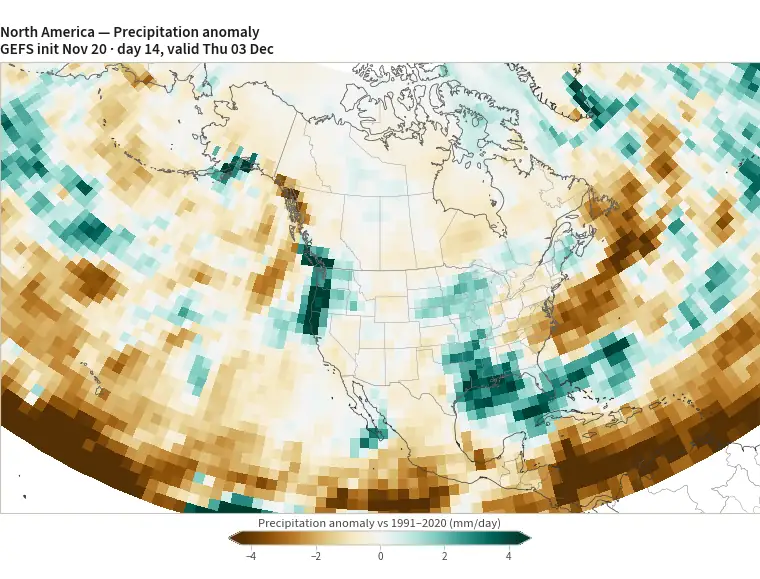 North America — Precipitation anomaly
GEFS init Nov 20 · day 14, valid Thu 03 Dec
Precipitation anomaly vs 1991–2020 (mm/day)
−4 −2 0 2 4